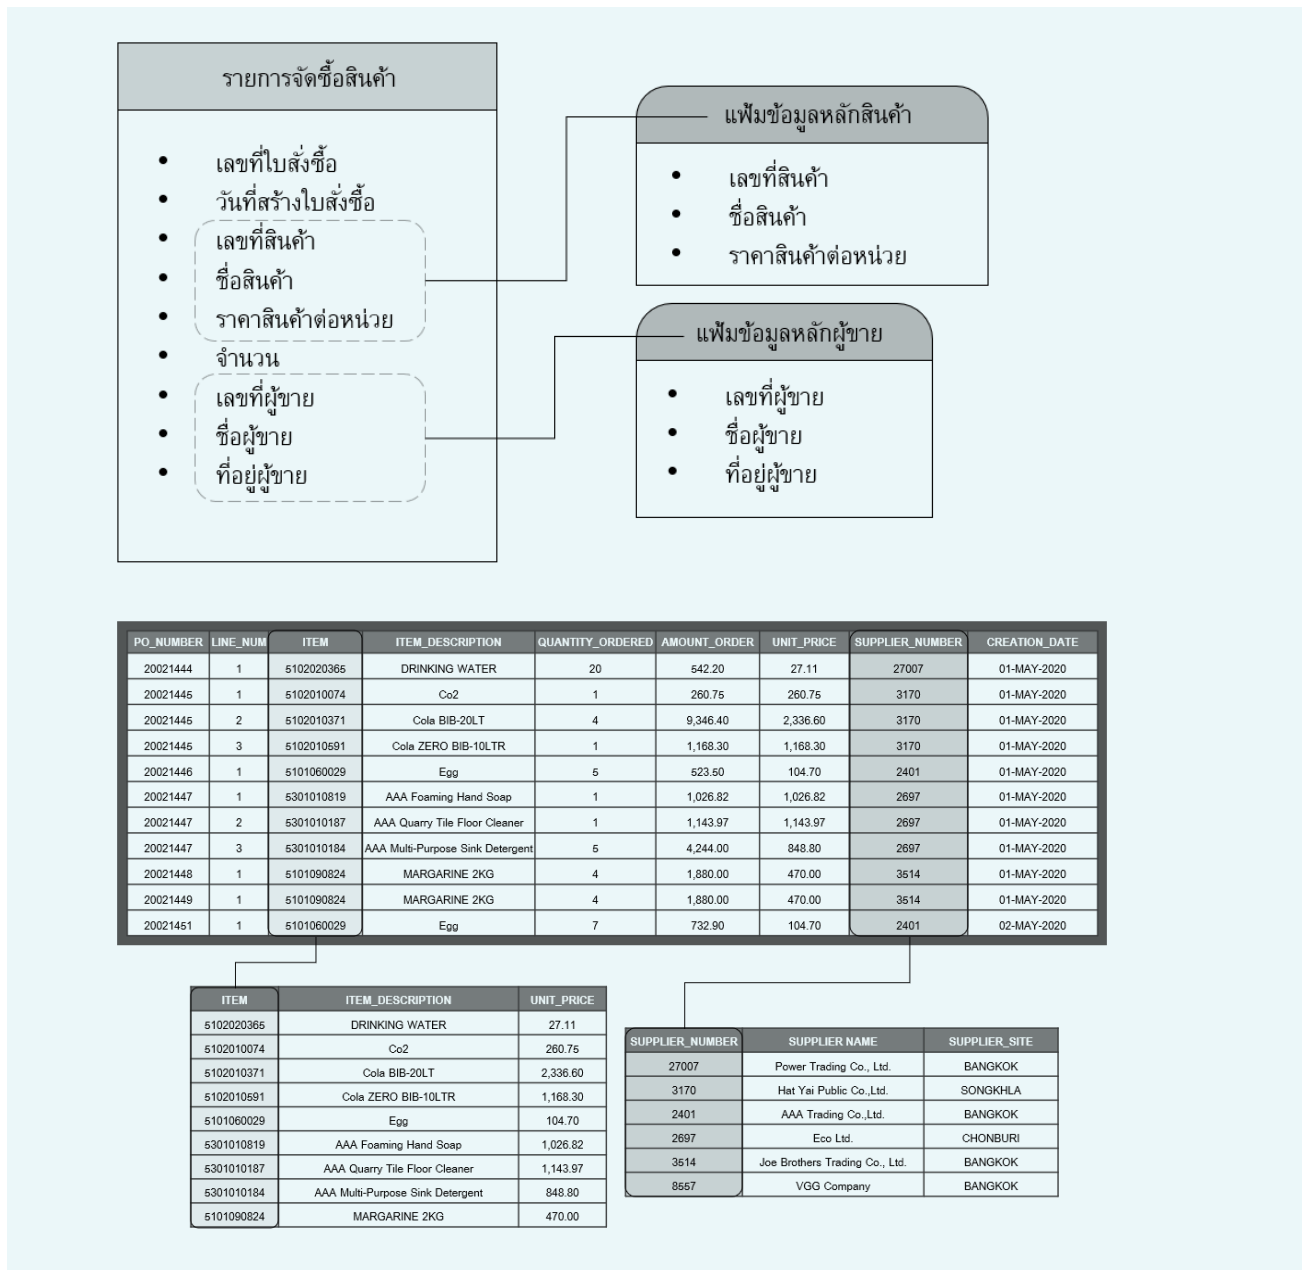 รายการจัดซื้อสินค้า
• เลขที่ใบสั่งซื้อ
• วันที่สร้างใบสั่งซื้อ
• เลขที่สินค้า
• ชื่อสินค้า
• ราคาสินค้าต่อหน่วย
• จำนวน
• เลขที่ผู้ขาย
• ชื่อผู้ขาย
• ที่อยู่ผู้ขาย
แฟ้มข้อมูลหลักสินค้า
• เลขที่สินค้า
• ชื่อสินค้า
• ราคาสินค้าต่อหน่วย
แฟ้มข้อมูลหลักผู้ขาย
• เลขที่ผู้ขาย
• ชื่อผู้ขาย
• ที่อยู่ผู้ขาย
PO_NUMBER LINE_NUM ITEM ITEM_DESCRIPTION QUANTITY_ORDERED AMOUNT_ORDER UNIT_PRICE SUPPLIER_NUMBER CREATION_DATE
20021444 1 5102020365 DRINKING WATER 20 542.20 27.11 27007 01-MAY-2020
20021445 1 5102010074 Co2 1 260.75 260.75 3170 01-MAY-2020
20021445 2 5102010371 Cola BIB-20LT 4 9,346.40 2,336.60 3170 01-MAY-2020
20021445 3 5102010591 Cola ZERO BIB-10LTR 1 1,168.30 1,168.30 3170 01-MAY-2020
20021446 1 5101060029 Egg 5 523.50 104.70 2401 01-MAY-2020
20021447 1 5301010819 AAA Foaming Hand Soap 1 1,026.82 1,026.82 2697 01-MAY-2020
20021447 2 5301010187 AAA Quarry Tile Floor Cleaner 1 1,143.97 1,143.97 2697 01-MAY-2020
20021447 3 5301010184 AAA Multi-Purpose Sink Detergent 5 4,244.00 848.80 2697 01-MAY-2020
20021448 1 5101090824 MARGARINE 2KG 4 1,880.00 470.00 3514 01-MAY-2020
20021449 1 5101090824 MARGARINE 2KG 4 1,880.00 470.00 3514 01-MAY-2020
20021451 1 5101060029 Egg 7 732.90 104.70 2401 02-MAY-2020
ITEM ITEM_DESCRIPTION UNIT_PRICE
5102020365 DRINKING WATER 27.11
5102010074 Co2 260.75
5102010371 Cola BIB-20LT 2,336.60
5102010591 Cola ZERO BIB-10LTR 1,168.30
5101060029 Egg 104.70
5301010819 AAA Foaming Hand Soap 1,026.82
5301010187 AAA Quarry Tile Floor Cleaner 1,143.97
5301010184 AAA Multi-Purpose Sink Detergent 848.80
5101090824 MARGARINE 2KG 470.00
SUPPLIER_NUMBER SUPPLIER NAME SUPPLIER_SITE
27007 Power Trading Co., Ltd. BANGKOK
3170 Hat Yai Public Co.,Ltd. SONGKHLA
2401 AAA Trading Co.,Ltd. BANGKOK
2697 Eco Ltd. CHONBURI
3514 Joe Brothers Trading Co., Ltd. BANGKOK
8557 VGG Company BANGKOK